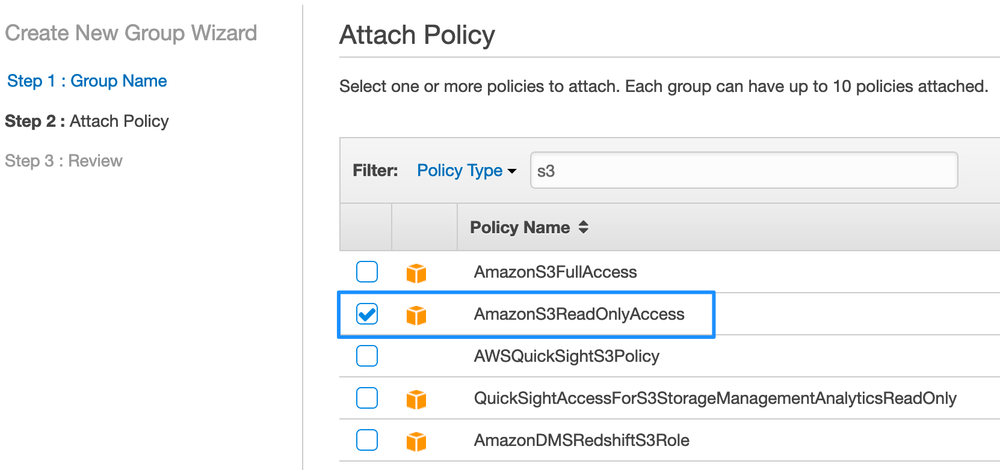 Create New Group Wizard
Step 1 : Group Name
Step 2 : Attach Policy
Step 3 : Review
Attach Policy
Select one or more policies to attach. Each group can have up to 10 policies attached.
Filter: Policy Type s3
Policy Name
AmazonS3FullAccess
AmazonS3ReadOnlyAccess
AWSQuickSightS3Policy
QuickSightAccessForS3StorageManagementAnalyticsReadOnly
AmazonDMSRedshiftS3Role